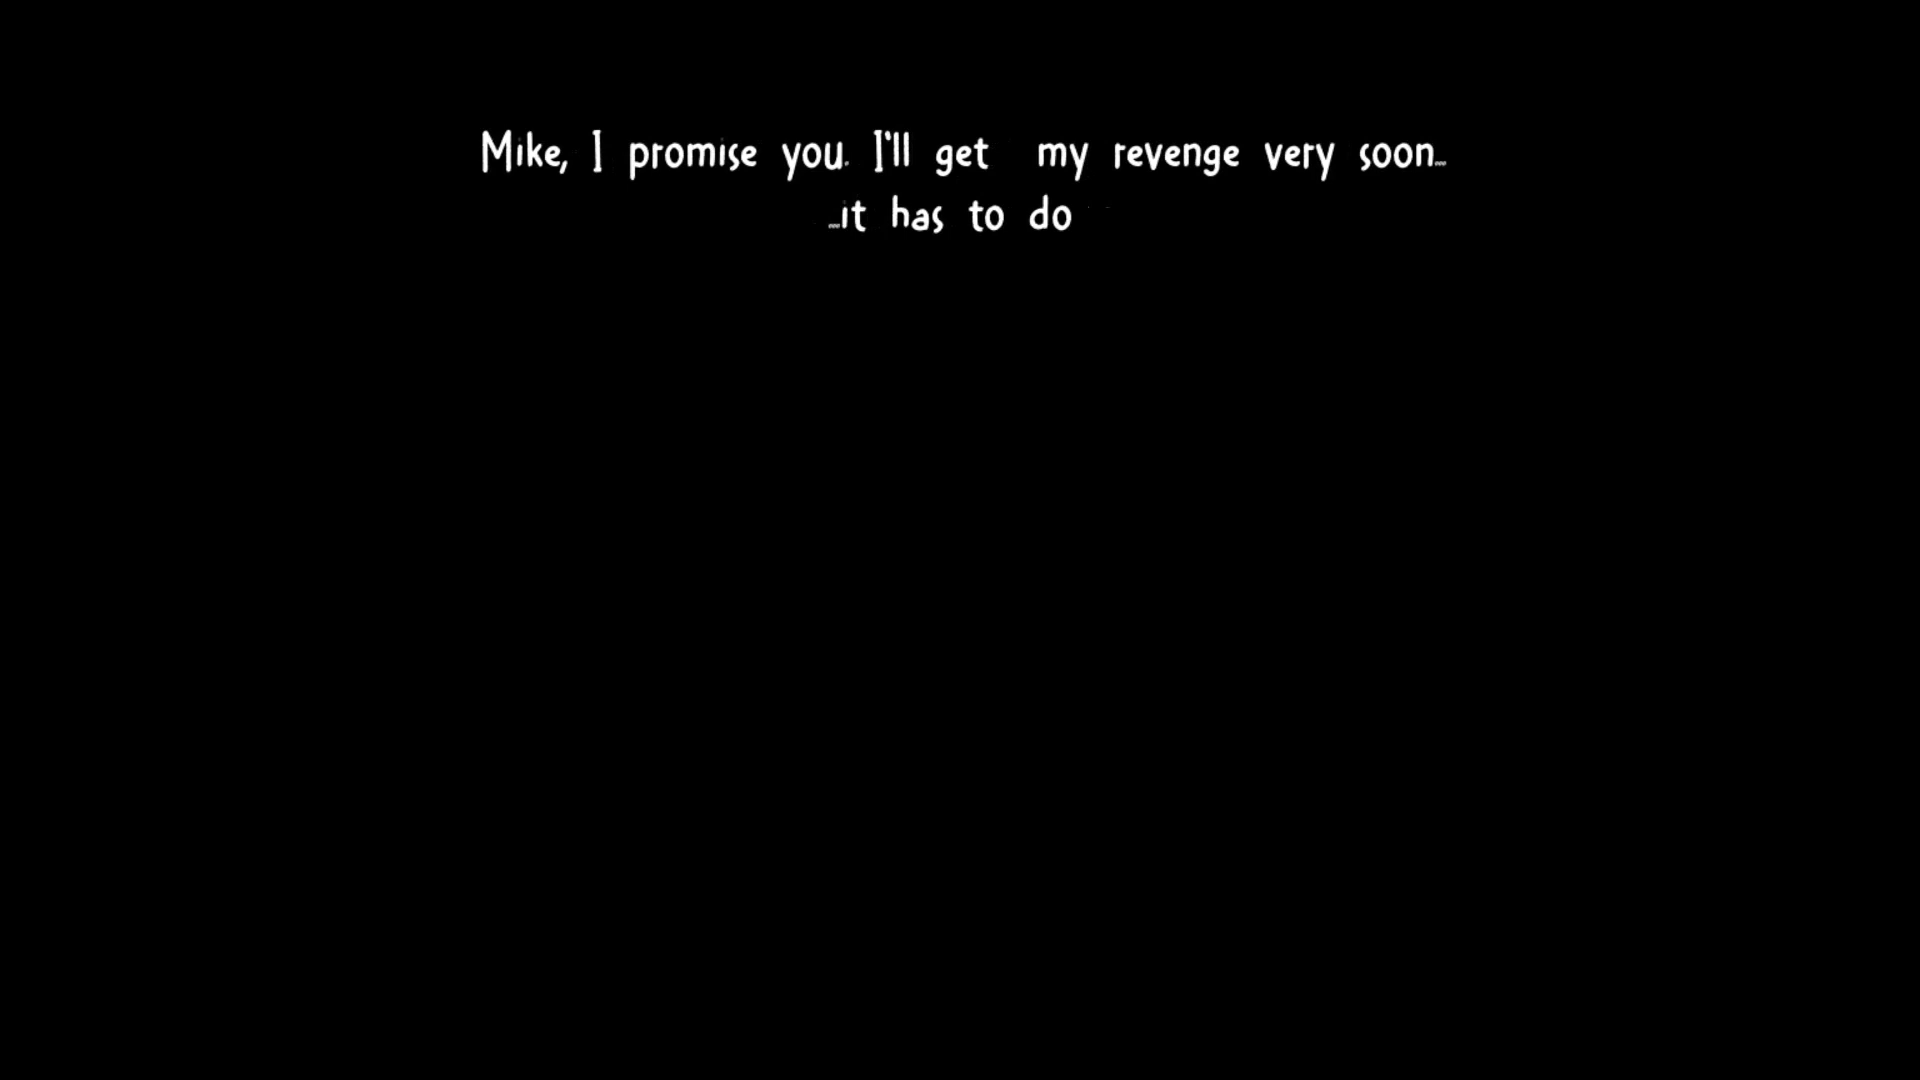 Mike, I promise you. I'll get my revenge very soon...
...it has to do